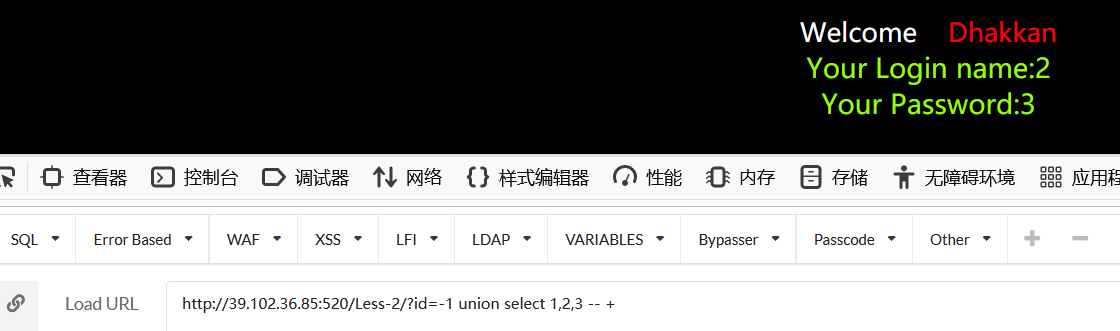 Welcome Dhakkan
Your Login name:2
Your Password:3
查看器 控制台 调试器 网络 样式编辑器 性能 内存 存储 无障碍环境 应用程
SQL Error Based WAF XSS LFI LDAP VARIABLES Bypasser Passcode Other
Load URL http://39.102.36.85:520/Less-2/?id=-1 union select 1,2,3 -- +